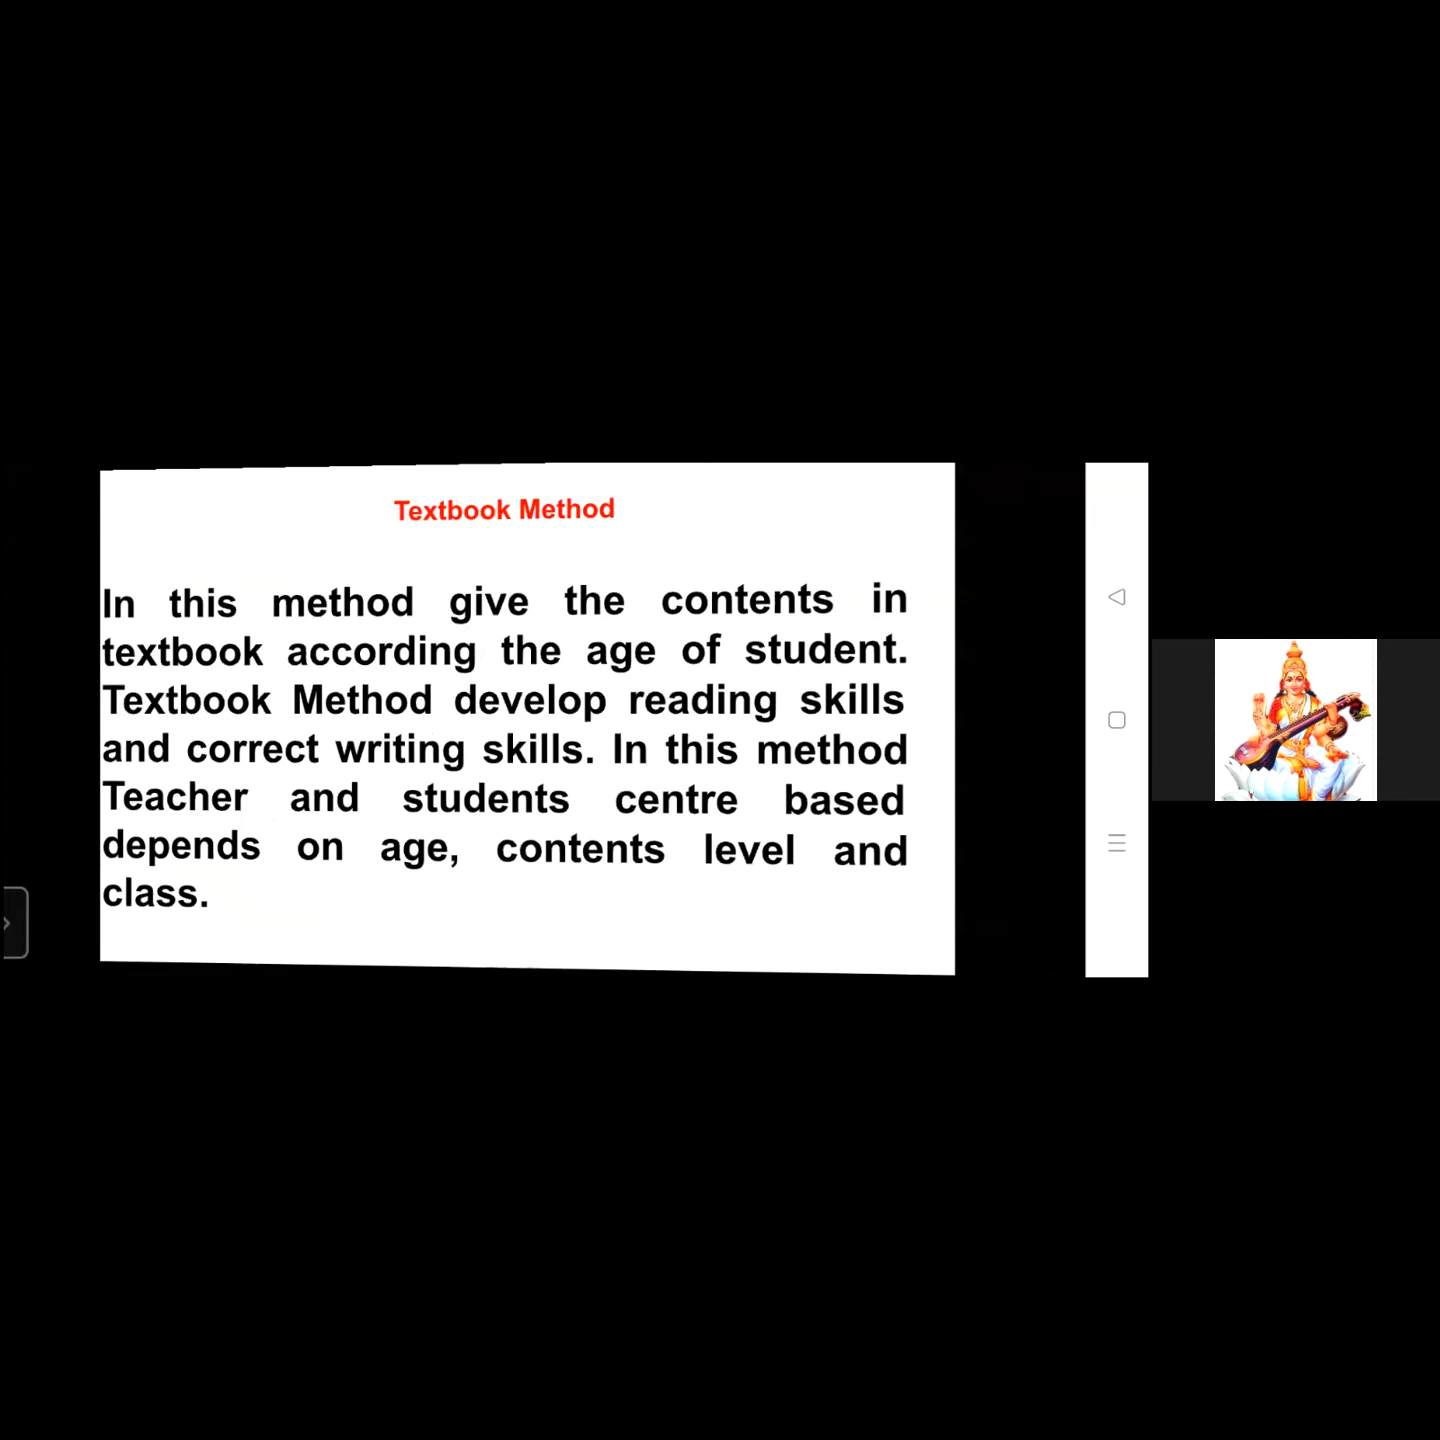 Textbook Method
In this method give the contents in
textbook according the age of student.
Textbook Method develop reading skills
and correct writing skills. In this method
Teacher and students centre based
depends on age, contents level and
class.